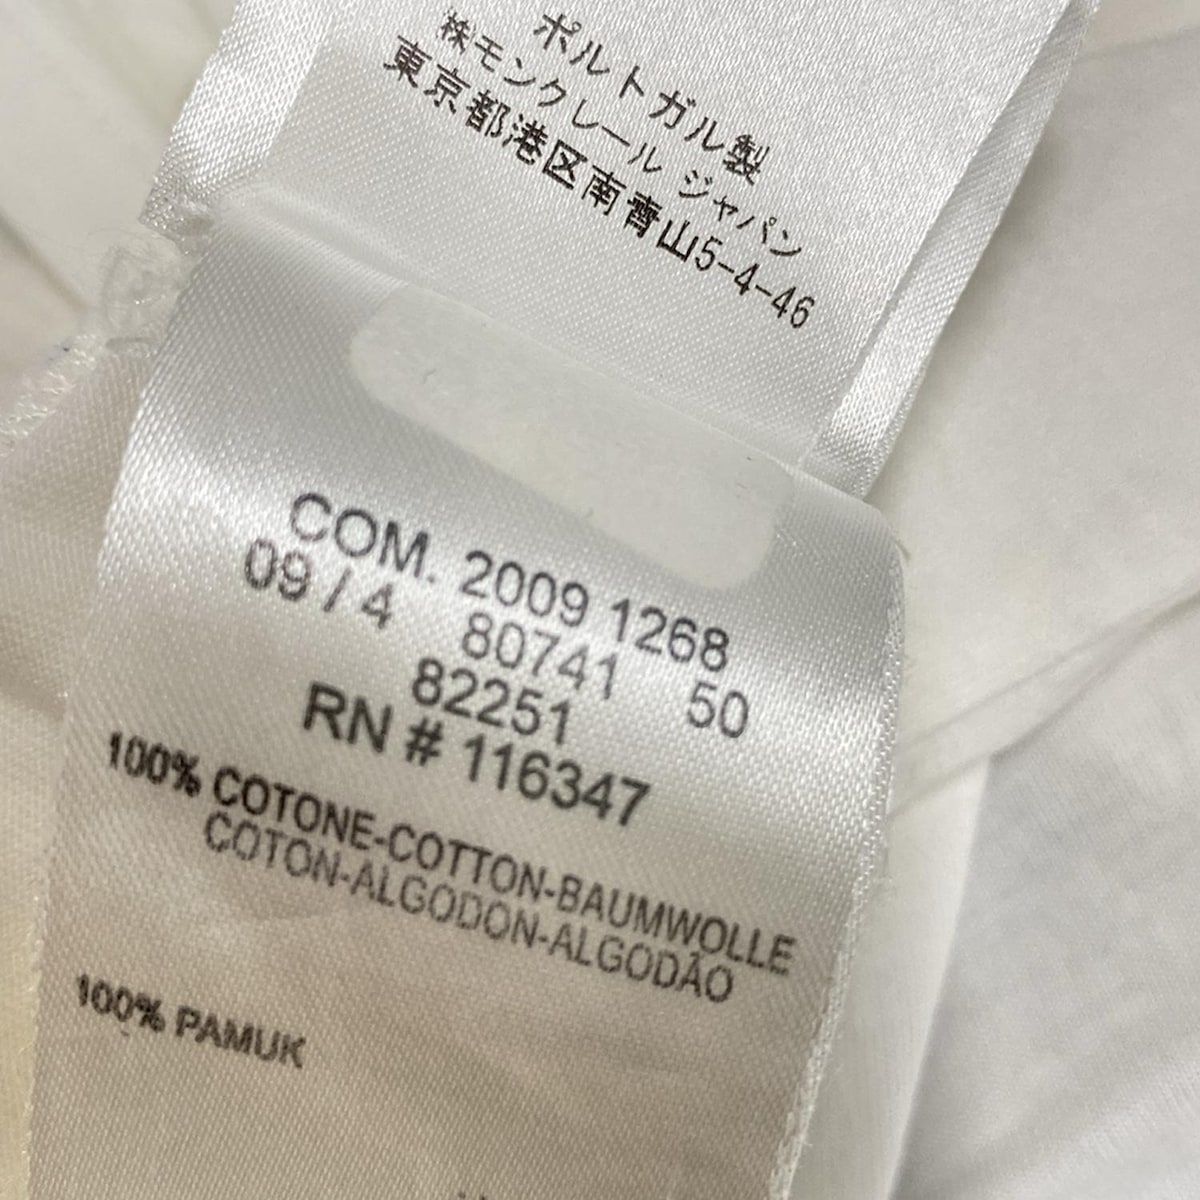 ポルトガル製
㈱モンクレール ジャパン
東京都港区南青山5-4-46
COM. 2009 1268
09 / 4 80741 50
82251
RN # 116347
100% COTONE-COTTON-BAUMWOLLE
COTON-ALGODON-ALGODÃO
100% PAMUK